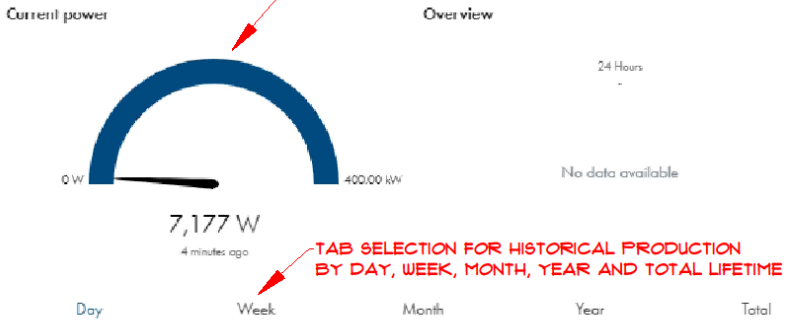 Current power
Overview
24 Hours
-
0 W
400.00 kW
No data available
7,177 W
4 minutes ago
TAB SELECTION FOR HISTORICAL PRODUCTION
BY DAY, WEEK, MONTH, YEAR AND TOTAL LIFETIME
Day Week Month Year Total